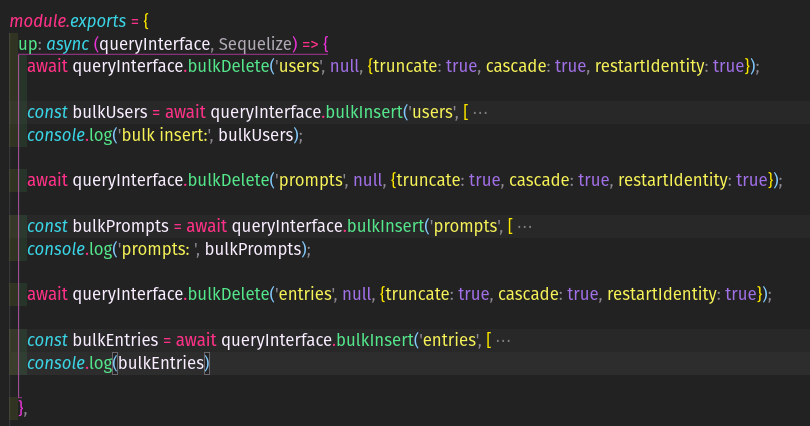 module.exports = {
up: async (queryInterface, Sequelize) => {
await queryInterface.bulkDelete('users', null, {truncate: true, cascade: true, restartIdentity: true});
const bulkUsers = await queryInterface.bulkInsert('users', [ ···
console.log('bulk insert:', bulkUsers);
await queryInterface.bulkDelete('prompts', null, {truncate: true, cascade: true, restartIdentity: true});
const bulkPrompts = await queryInterface.bulkInsert('prompts', [ ···
console.log('prompts: ', bulkPrompts);
await queryInterface.bulkDelete('entries', null, {truncate: true, cascade: true, restartIdentity: true});
const bulkEntries = await queryInterface.bulkInsert('entries', [ ···
console.log(bulkEntries)
},